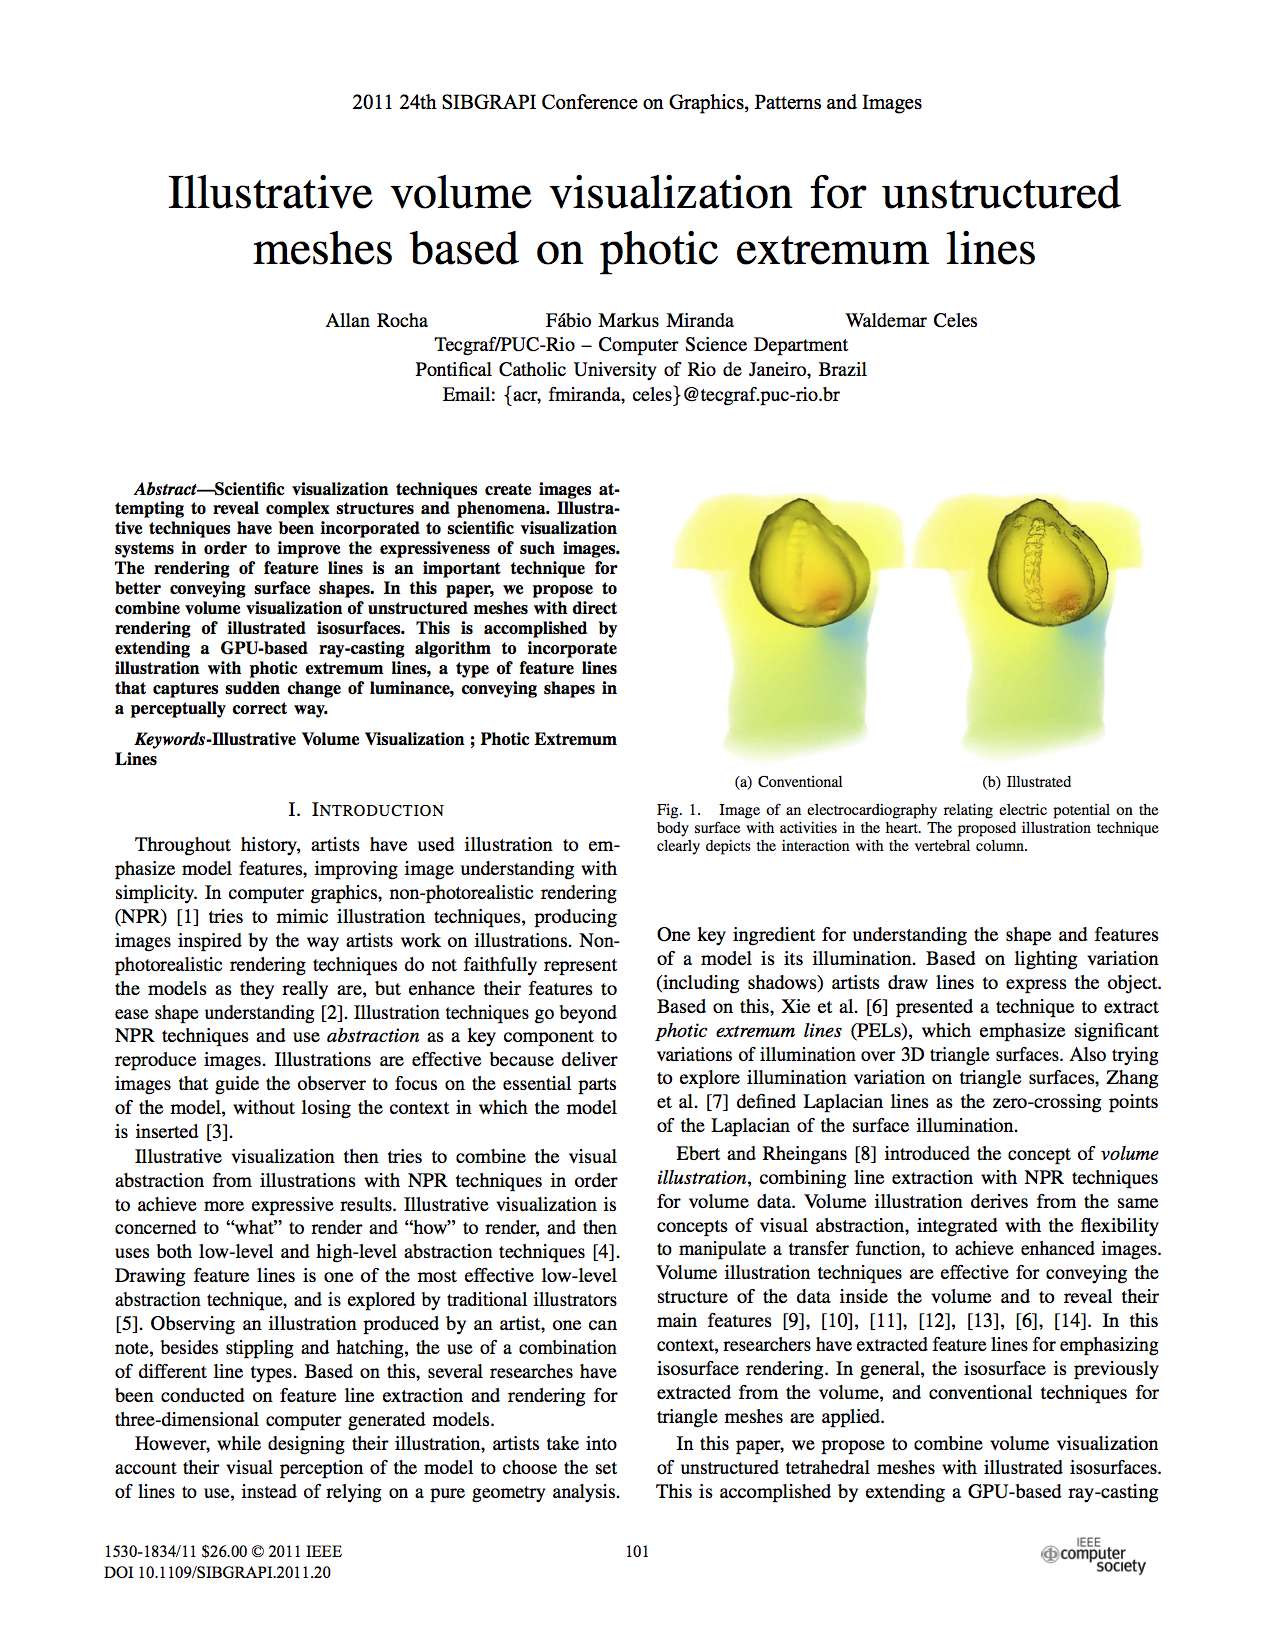 2011 24th SIBGRAPI Conference on Graphics, Patterns and Images
Illustrative volume visualization for unstructured
meshes based on photic extremum lines
Allan Rocha Fábio Markus Miranda Waldemar Celes
Tecgraf/PUC-Rio – Computer Science Department
Pontifical Catholic University of Rio de Janeiro, Brazil
Email: {acr, fmiranda, celes}@tecgraf.puc-rio.br
Abstract—Scientific visualization techniques create images at-
tempting to reveal complex structures and phenomena. Illustra-
tive techniques have been incorporated to scientific visualization
systems in order to improve the expressiveness of such images.
The rendering of feature lines is an important technique for
better conveying surface shapes. In this paper, we propose to
combine volume visualization of unstructured meshes with direct
rendering of illustrated isosurfaces. This is accomplished by
extending a GPU-based ray-casting algorithm to incorporate
illustration with photic extremum lines, a type of feature lines
that captures sudden change of luminance, conveying shapes in
a perceptually correct way.
Keywords-Illustrative Volume Visualization ; Photic Extremum
Lines
I. INTRODUCTION
Throughout history, artists have used illustration to em-
phasize model features, improving image understanding with
simplicity. In computer graphics, non-photorealistic rendering
(NPR) [1] tries to mimic illustration techniques, producing
images inspired by the way artists work on illustrations. Non-
photorealistic rendering techniques do not faithfully represent
the models as they really are, but enhance their features to
ease shape understanding [2]. Illustration techniques go beyond
NPR techniques and use abstraction as a key component to
reproduce images. Illustrations are effective because deliver
images that guide the observer to focus on the essential parts
of the model, without losing the context in which the model
is inserted [3].
Illustrative visualization then tries to combine the visual
abstraction from illustrations with NPR techniques in order
to achieve more expressive results. Illustrative visualization is
concerned to “what” to render and “how” to render, and then
uses both low-level and high-level abstraction techniques [4].
Drawing feature lines is one of the most effective low-level
abstraction technique, and is explored by traditional illustrators
[5]. Observing an illustration produced by an artist, one can
note, besides stippling and hatching, the use of a combination
of different line types. Based on this, several researches have
been conducted on feature line extraction and rendering for
three-dimensional computer generated models.
However, while designing their illustration, artists take into
account their visual perception of the model to choose the set
of lines to use, instead of relying on a pure geometry analysis.
(a) Conventional (b) Illustrated
Fig. 1. Image of an electrocardiography relating electric potential on the
body surface with activities in the heart. The proposed illustration technique
clearly depicts the interaction with the vertebral column.
One key ingredient for understanding the shape and features
of a model is its illumination. Based on lighting variation
(including shadows) artists draw lines to express the object.
Based on this, Xie et al. [6] presented a technique to extract
photic extremum lines (PELs), which emphasize significant
variations of illumination over 3D triangle surfaces. Also trying
to explore illumination variation on triangle surfaces, Zhang
et al. [7] defined Laplacian lines as the zero-crossing points
of the Laplacian of the surface illumination.
Ebert and Rheingans [8] introduced the concept of volume
illustration, combining line extraction with NPR techniques
for volume data. Volume illustration derives from the same
concepts of visual abstraction, integrated with the flexibility
to manipulate a transfer function, to achieve enhanced images.
Volume illustration techniques are effective for conveying the
structure of the data inside the volume and to reveal their
main features [9], [10], [11], [12], [13], [6], [14]. In this
context, researchers have extracted feature lines for emphasizing
isosurface rendering. In general, the isosurface is previously
extracted from the volume, and conventional techniques for
triangle meshes are applied.
In this paper, we propose to combine volume visualization
of unstructured tetrahedral meshes with illustrated isosurfaces.
This is accomplished by extending a GPU-based ray-casting
1530-1834/11 $26.00 © 2011 IEEE
DOI 10.1109/SIBGRAPI.2011.20
101
IEEE
computer
society